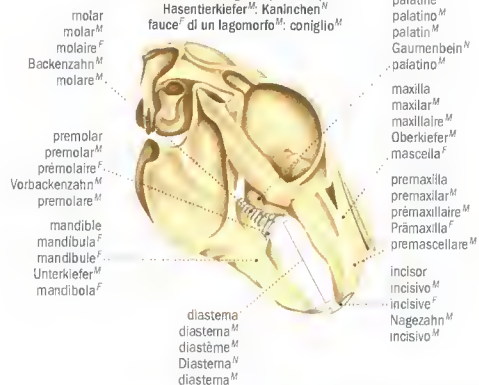 Hasentierkiefer^M: Kaninchen^N
fauce^F di un lagomorfo^M: coniglio^M
molar
molar^M
molaire^F
Backenzahn^M
molare^M
premolar
premolar^M
prémolaire^F
Vorbackenzahn^M
premolare^M
mandible
mandíbula^F
mandibule^F
Unterkiefer^M
mandibola^F
diastema
diastema^M
diastème^M
Diastema^N
diastema^M
palatine
palatino^M
palatin^M
Gaumenbein^N
palatino^M
maxilla
maxilar^M
maxillaire^M
Oberkiefer^M
mascella^F
premaxilla
premaxilar^M
prémaxillaire^M
Prämaxilla^F
premascellare^M
incisor
incisivo^M
incisive^F
Nagezahn^M
incisivo^M